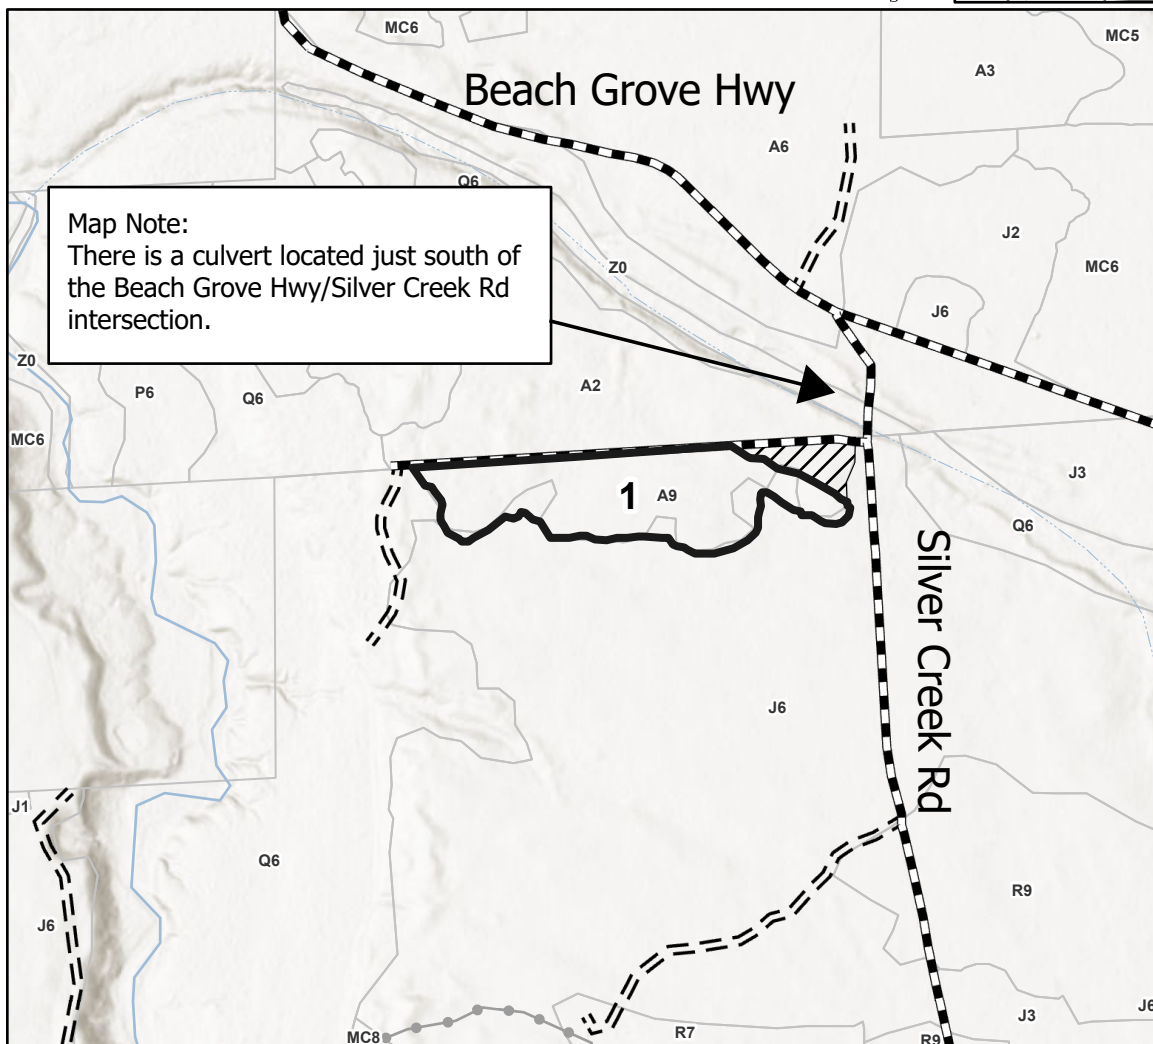 MC6
MC5
A3
Beach Grove Hwy
A6
Q6
Map Note:
There is a culvert located just south of
the Beach Grove Hwy/Silver Creek Rd
intersection.
J2
Z0
MC6
J6
Z0
P6
Q6
A2
MC6
J3
1
A9
Q6
Silver Creek Rd
J6
J1
Q6
R9
J6
J3
J6
MC8
R7
R9